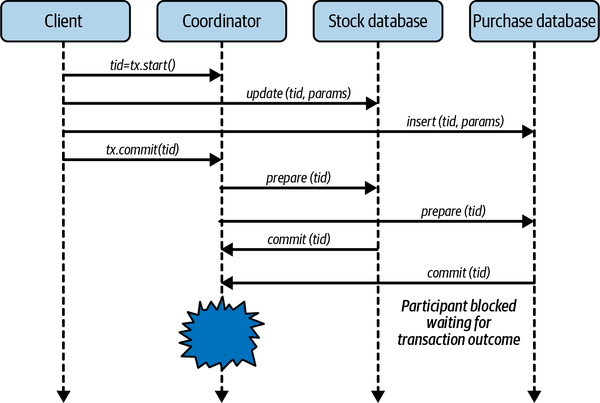 Client
Coordinator
Stock database
Purchase database
tid=tx.start()
update (tid, params)
insert (tid, params)
tx.commit(tid)
prepare (tid)
prepare (tid)
commit (tid)
commit (tid)
Participant blocked
waiting for
transaction outcome